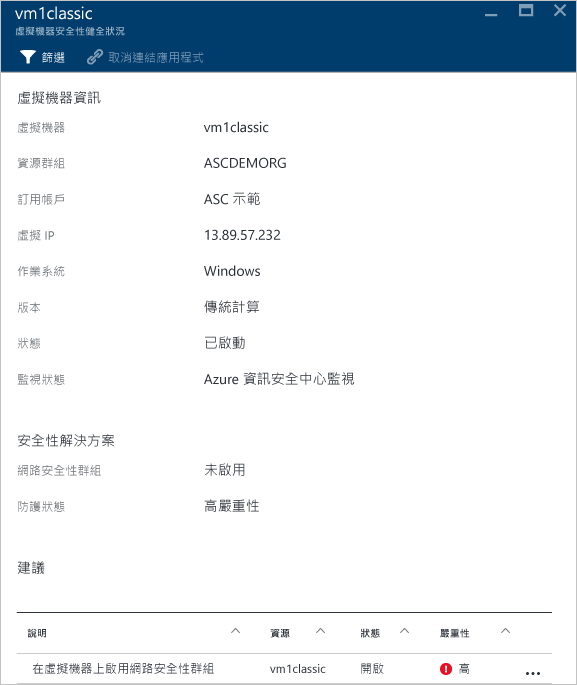 vm1classic
虛擬機器安全性健全狀況
篩選 取消連結應用程式
虛擬機器資訊
虛擬機器 vm1classic
資源群組 ASCDEMORG
訂用帳戶 ASC 示範
虛擬 IP 13.89.57.232
作業系統 Windows
版本 傳統計算
狀態 已啟動
監視狀態 Azure 資訊安全中心監視
安全性解決方案
網路安全性群組 未啟用
防護狀態 高嚴重性
建議
說明 資源 狀態 嚴重性
在虛擬機器上啟用網路安全性群組 vm1classic 開啟 高 ...